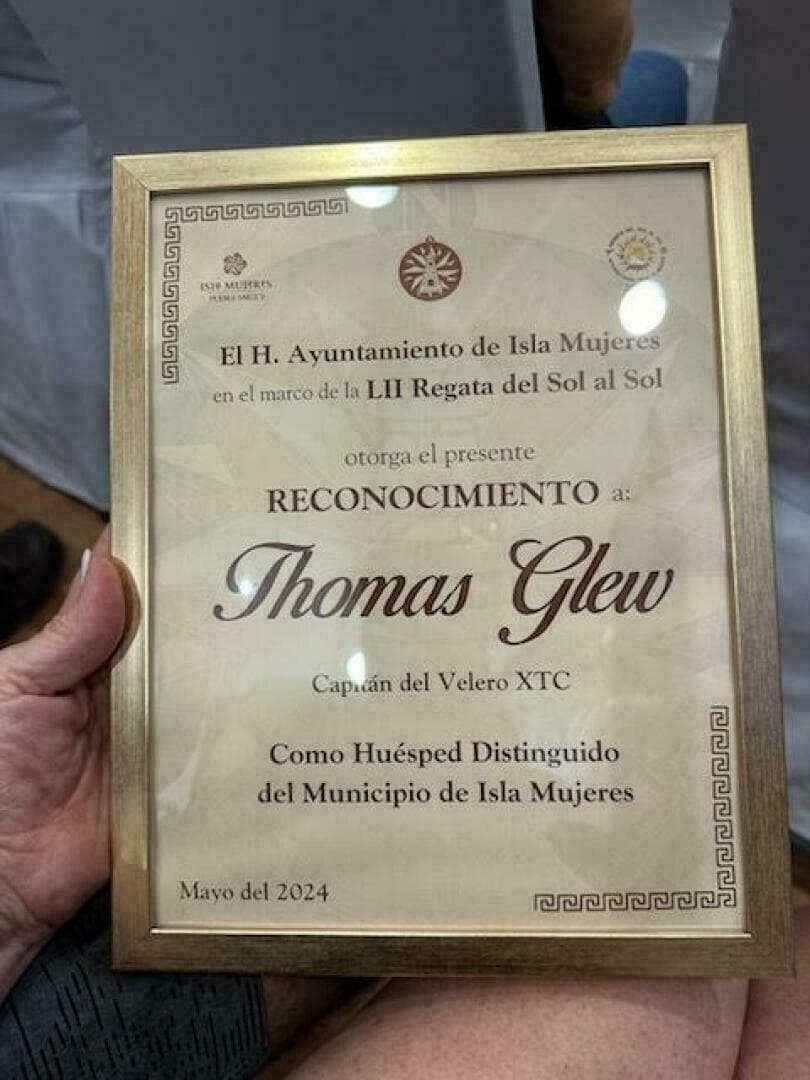 ISLA MUJERES
PUEBLO MÁGICO
El H. Ayuntamiento de Isla Mujeres
en el marco de la LII Regata del Sol al Sol
otorga el presente
RECONOCIMIENTO a:
Thomas Glew
Capitán del Velero XTC
Como Huésped Distinguido
del Municipio de Isla Mujeres
Mayo del 2024